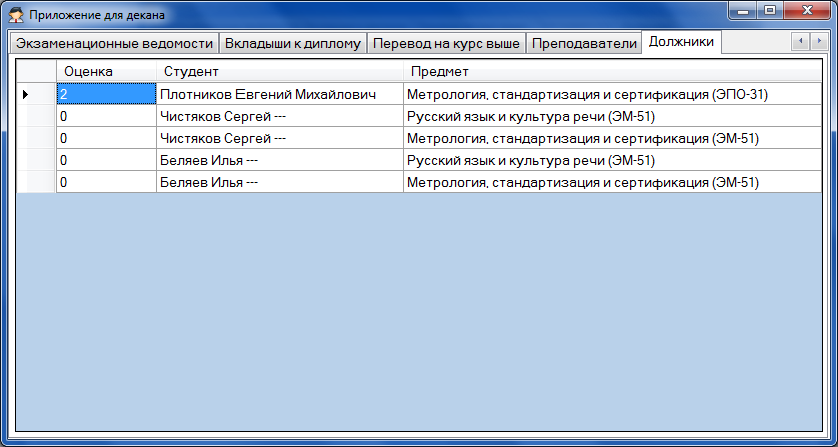 Приложение для декана
Экзаменационные ведомости Вкладыши к диплому Перевод на курс выше Преподаватели Должники
Оценка Студент Предмет
2 Плотников Евгений Михайлович Метрология, стандартизация и сертификация (ЭПО-31)
0 Чистяков Сергей --- Русский язык и культура речи (ЭМ-51)
0 Чистяков Сергей --- Метрология, стандартизация и сертификация (ЭМ-51)
0 Беляев Илья --- Русский язык и культура речи (ЭМ-51)
0 Беляев Илья --- Метрология, стандартизация и сертификация (ЭМ-51)